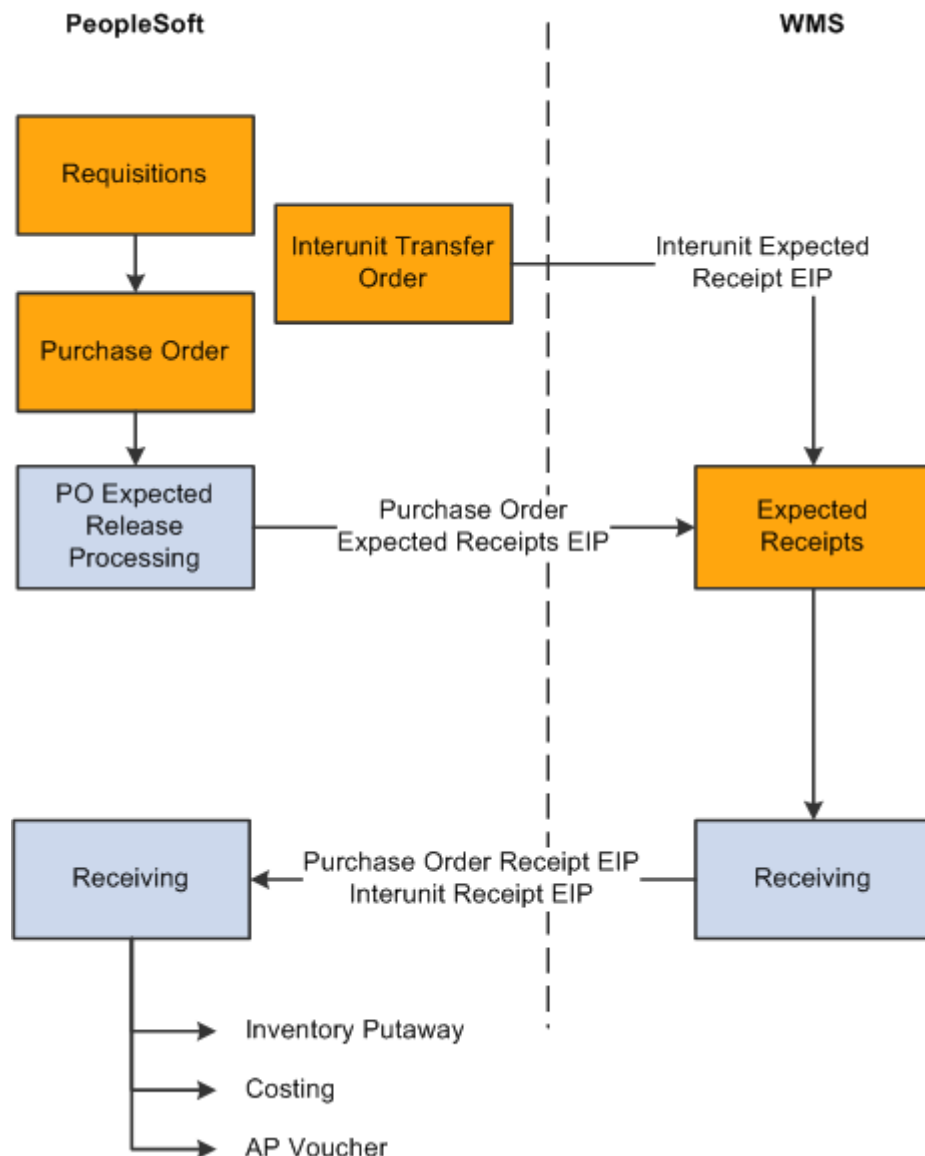 PeopleSoft
WMS
Requisitions
Interunit Transfer
Order
Interunit Expected
Receipt EIP
Purchase Order
PO Expected
Release
Processing
Purchase Order
Expected Receipts EIP
Expected
Receipts
Receiving
Purchase Order Receipt EIP
Interunit Receipt EIP
Receiving
Inventory Putaway
Costing
AP Voucher